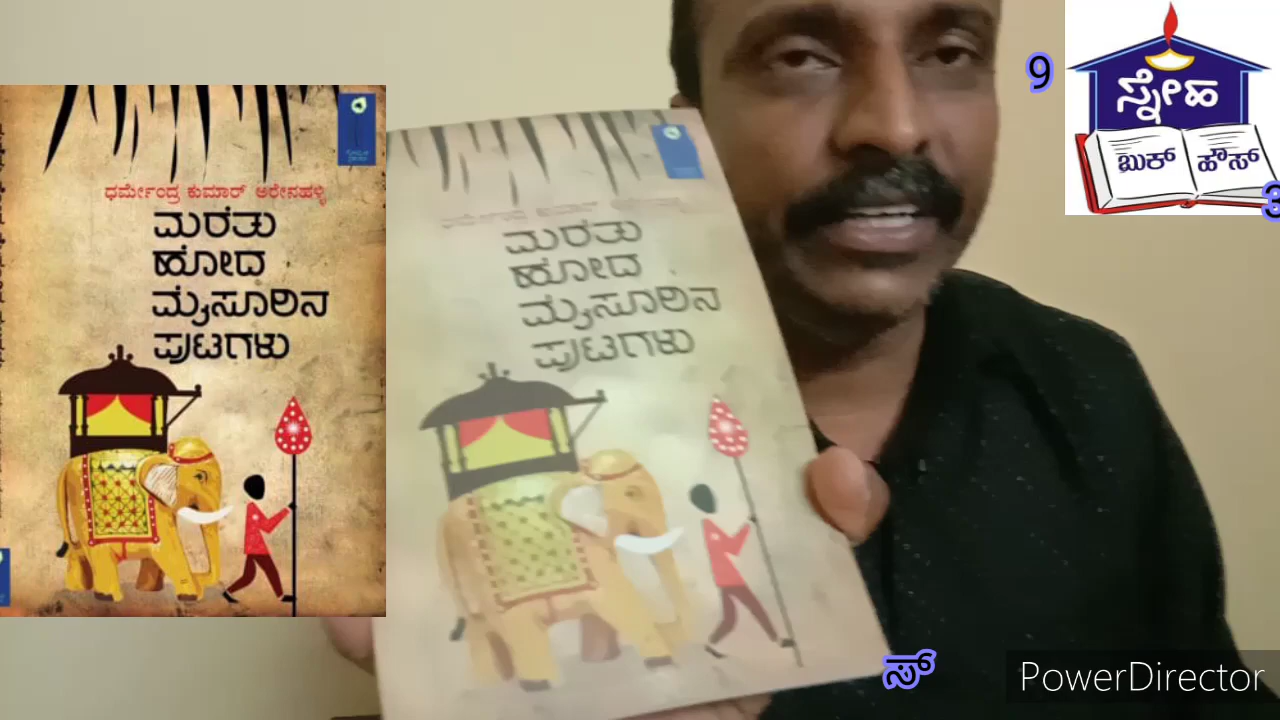 ಧರ್ಮೇಂದ್ರ ಕುಮಾರ್ ಅರೇನಹಳ್ಳಿ
ಮರೆತು
ಹೋದ
ಮೈಸೂರಿನ
ಪುಟಗಳು
ಮರೆತು
ಹೋದ
ಮೈಸೂರಿನ
ಪುಟಗಳು
9
ಸ್ನೇಹ
ಬುಕ್ ಹೌಸ್
3
ಸ್
PowerDirector